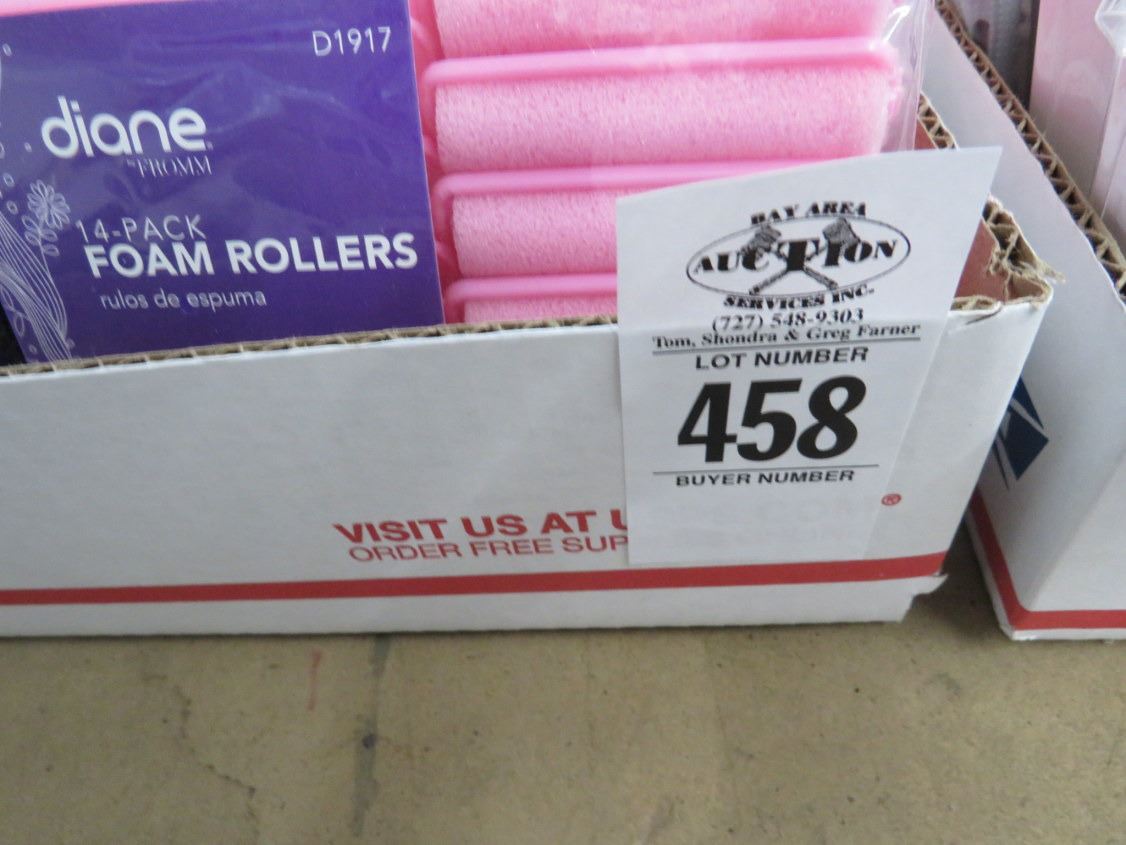 D1917
diane
BY FROMM
14-PACK
FOAM ROLLERS
rulos de espuma
BAY AREA
AUCTION
SERVICES INC.
(727) 548-9303
Tom, Shondra & Greg Farner
LOT NUMBER
458
BUYER NUMBER
VISIT US AT U
®
ORDER FREE SUP